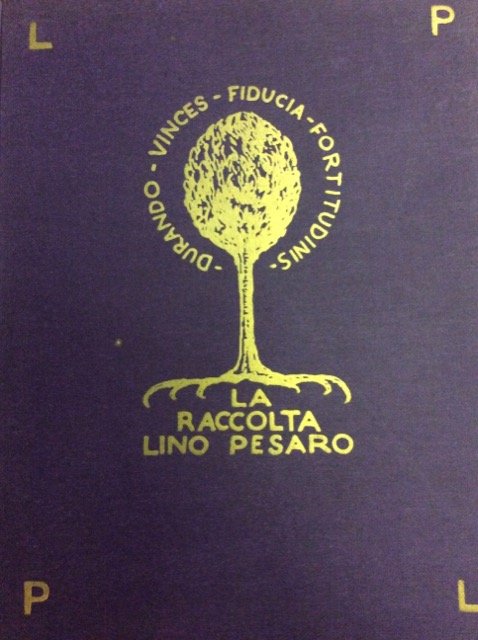 L P
- DURANDO - VINCES - FIDUCIA - FORTITUDINIS -
LA
RACCOLTA
LINO PESARO
P L